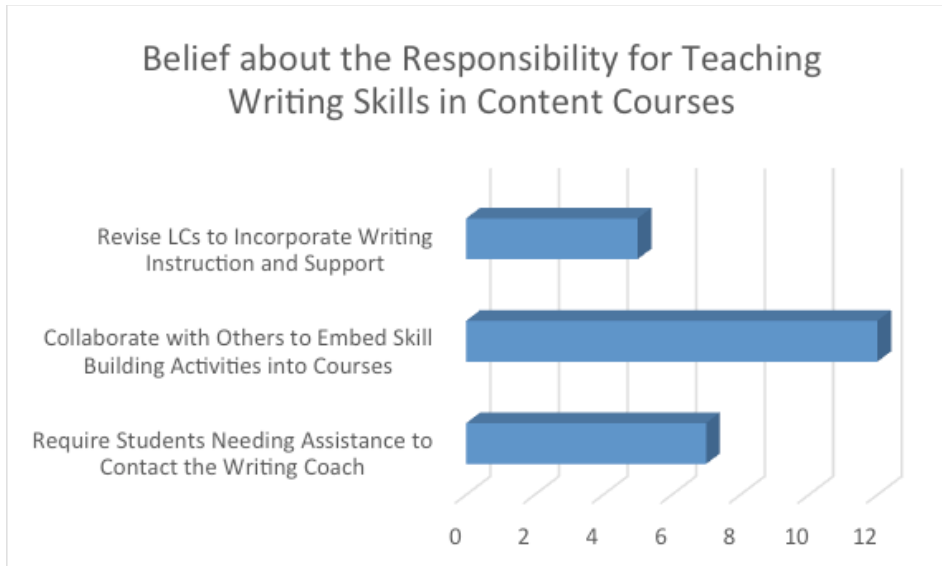 Belief about the Responsibility for Teaching
Writing Skills in Content Courses
Revise LCs to Incorporate Writing
Instruction and Support
Collaborate with Others to Embed Skill
Building Activities into Courses
Require Students Needing Assistance to
Contact the Writing Coach
0 2 4 6 8 10 12